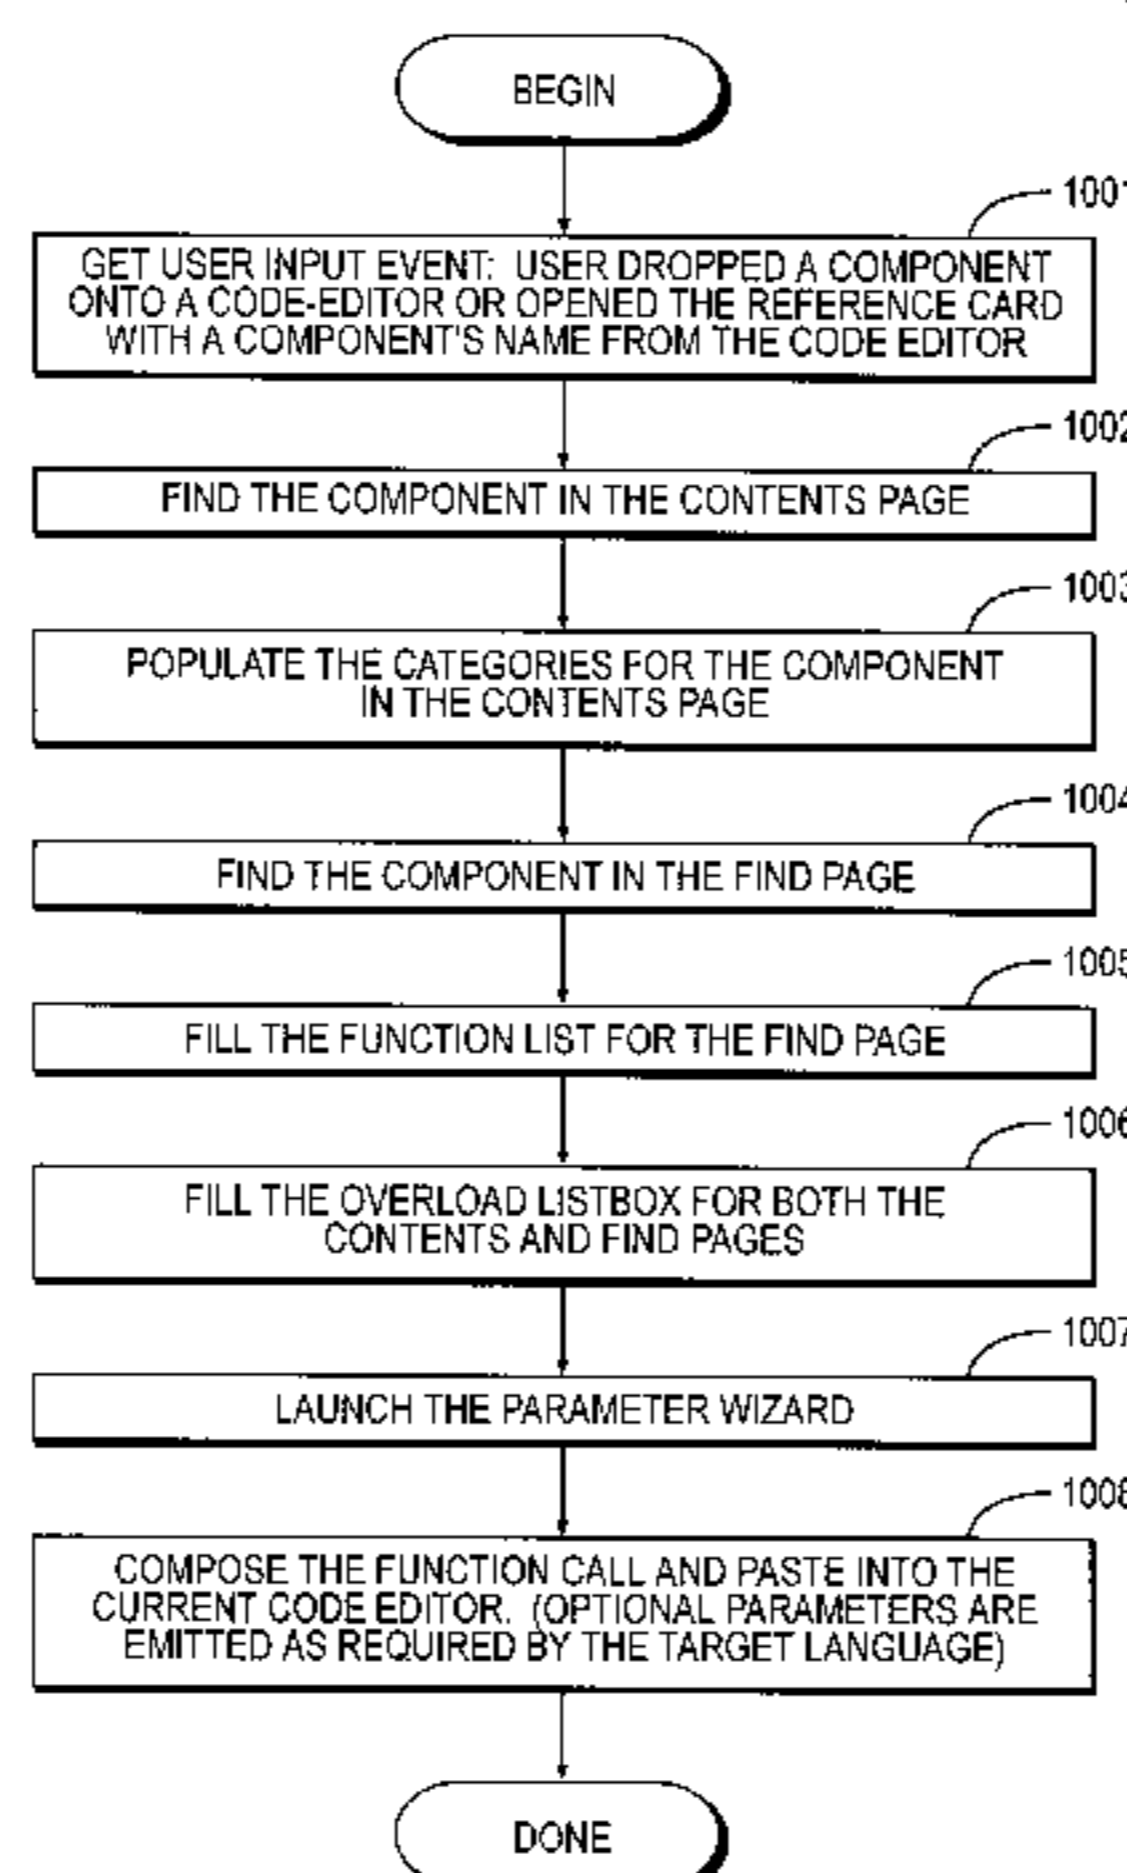 BEGIN
1001
GET USER INPUT EVENT: USER DROPPED A COMPONENT
ONTO A CODE-EDITOR OR OPENED THE REFERENCE CARD
WITH A COMPONENT'S NAME FROM THE CODE EDITOR
1002
FIND THE COMPONENT IN THE CONTENTS PAGE
1003
POPULATE THE CATEGORIES FOR THE COMPONENT
IN THE CONTENTS PAGE
1004
FIND THE COMPONENT IN THE FIND PAGE
1005
FILL THE FUNCTION LIST FOR THE FIND PAGE
1006
FILL THE OVERLOAD LISTBOX FOR BOTH THE
CONTENTS AND FIND PAGES
1007
LAUNCH THE PARAMETER WIZARD
1008
COMPOSE THE FUNCTION CALL AND PASTE INTO THE
CURRENT CODE EDITOR. (OPTIONAL PARAMETERS ARE
EMITTED AS REQUIRED BY THE TARGET LANGUAGE)
DONE